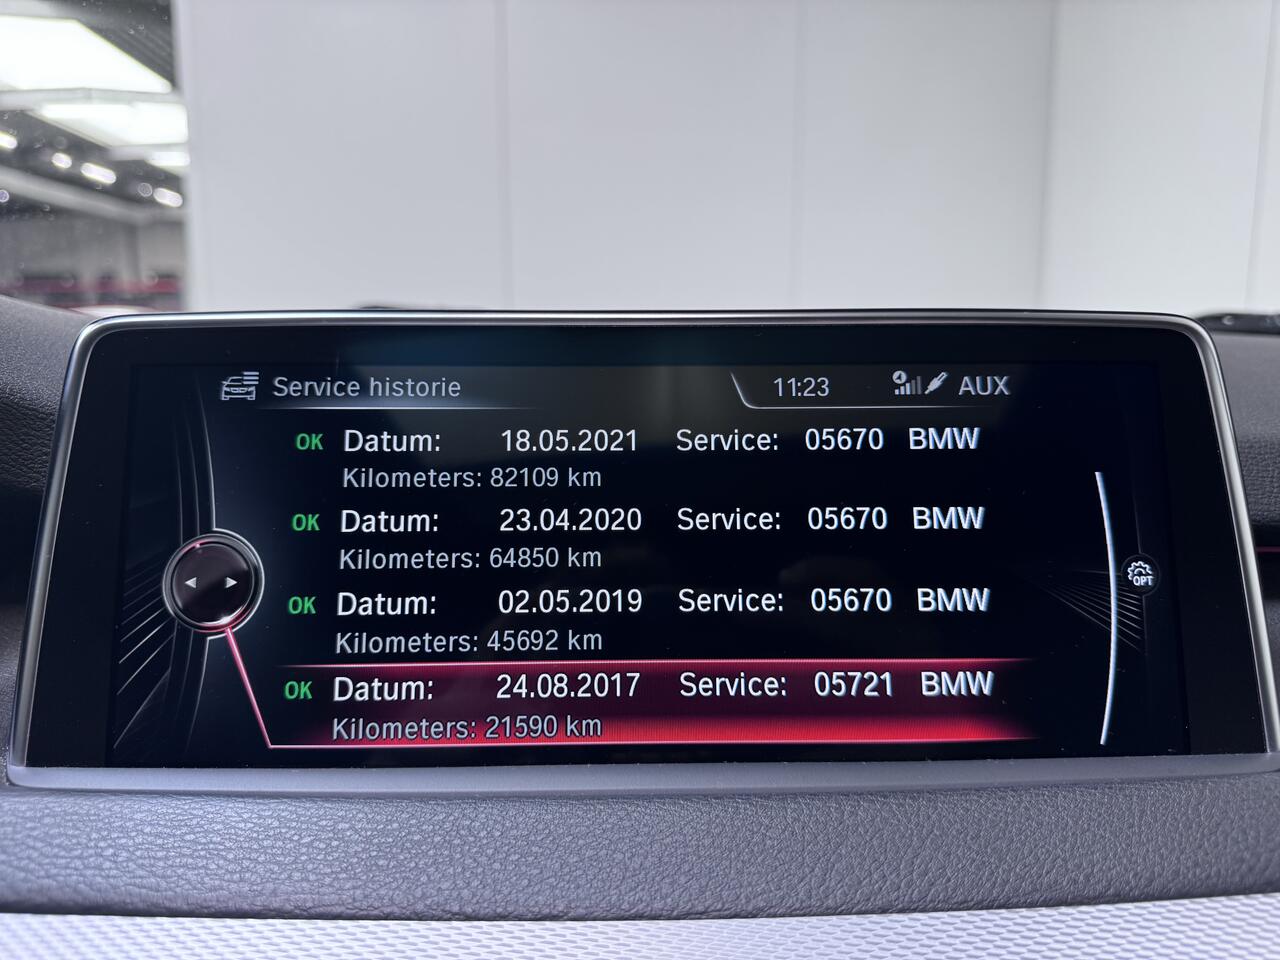 Service historie 11:23 AUX
OK Datum: 18.05.2021 Service: 05670 BMW
Kilometers: 82109 km
OK Datum: 23.04.2020 Service: 05670 BMW
Kilometers: 64850 km
OK Datum: 02.05.2019 Service: 05670 BMW
Kilometers: 45692 km
OK Datum: 24.08.2017 Service: 05721 BMW
Kilometers: 21590 km
OPT